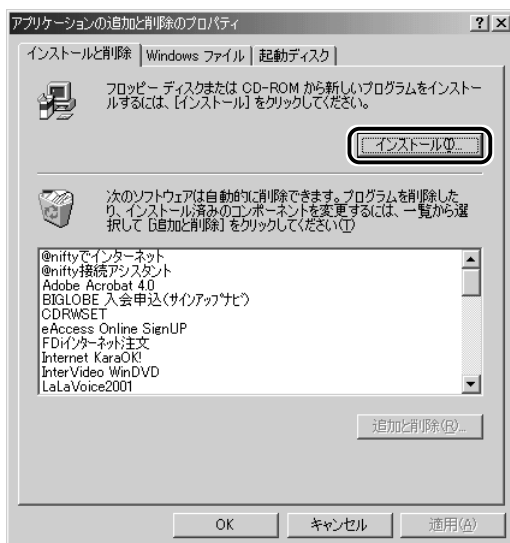 アプリケーションの追加と削除のプロパティ
インストールと削除
Windows ファイル
起動ディスク
フロッピー ディスクまたは CD-ROM から新しいプログラムをインストー
ルするには、[インストール] をクリックしてください。
インストール(I)...
次のソフトウェアは自動的に削除できます。プログラムを削除した
り、インストール済みのコンポーネントを変更するには、一覧から選
択して [追加と削除] をクリックしてください(T)
@niftyでインターネット
@nifty接続アシスタント
Adobe Acrobat 4.0
BIGLOBE 入会申込(サインアップナビ)
CDRWSET
eAccess Online SignUP
FDインターネット注文
Internet KaraOK!
InterVideo WinDVD
LaLaVoice2001
追加と削除(R)...
OK
キャンセル
適用(A)